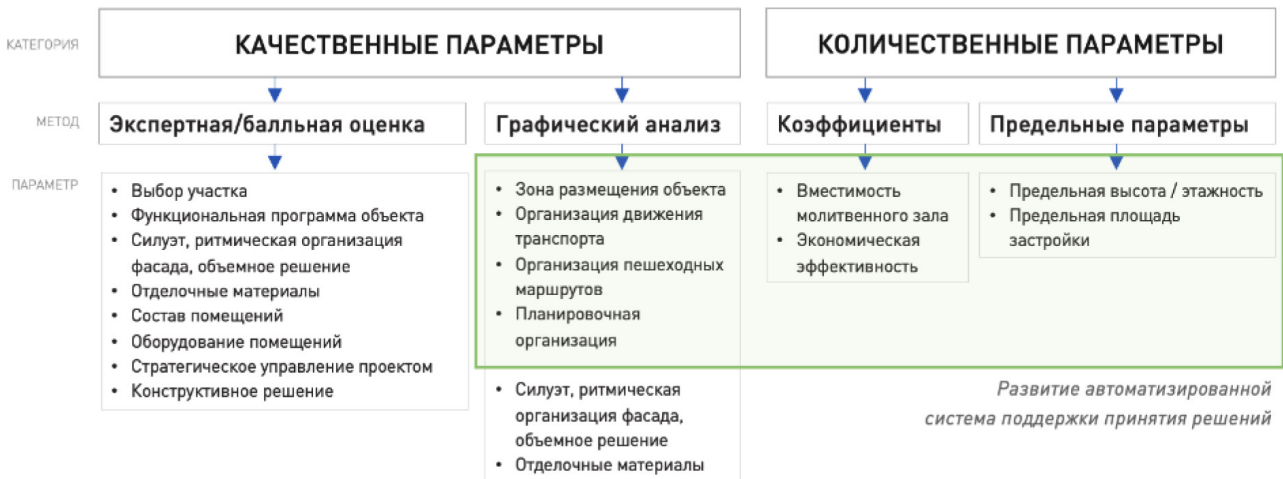 КАТЕГОРИЯ
КАЧЕСТВЕННЫЕ ПАРАМЕТРЫ
КОЛИЧЕСТВЕННЫЕ ПАРАМЕТРЫ
МЕТОД
Экспертная/балльная оценка
Графический анализ
Коэффициенты
Предельные параметры
ПАРАМЕТР
• Выбор участка
• Функциональная программа объекта
• Силуэт, ритмическая организация
фасада, объемное решение
• Отделочные материалы
• Состав помещений
• Оборудование помещений
• Стратегическое управление проектом
• Конструктивное решение
• Зона размещения объекта
• Организация движения
транспорта
• Организация пешеходных
маршрутов
• Планировочная
организация
• Силуэт, ритмическая
организация фасада,
объемное решение
• Отделочные материалы
• Вместимость
молитвенного зала
• Экономическая
эффективность
• Предельная высота / этажность
• Предельная площадь
застройки
Развитие автоматизированной
система поддержки принятия решений